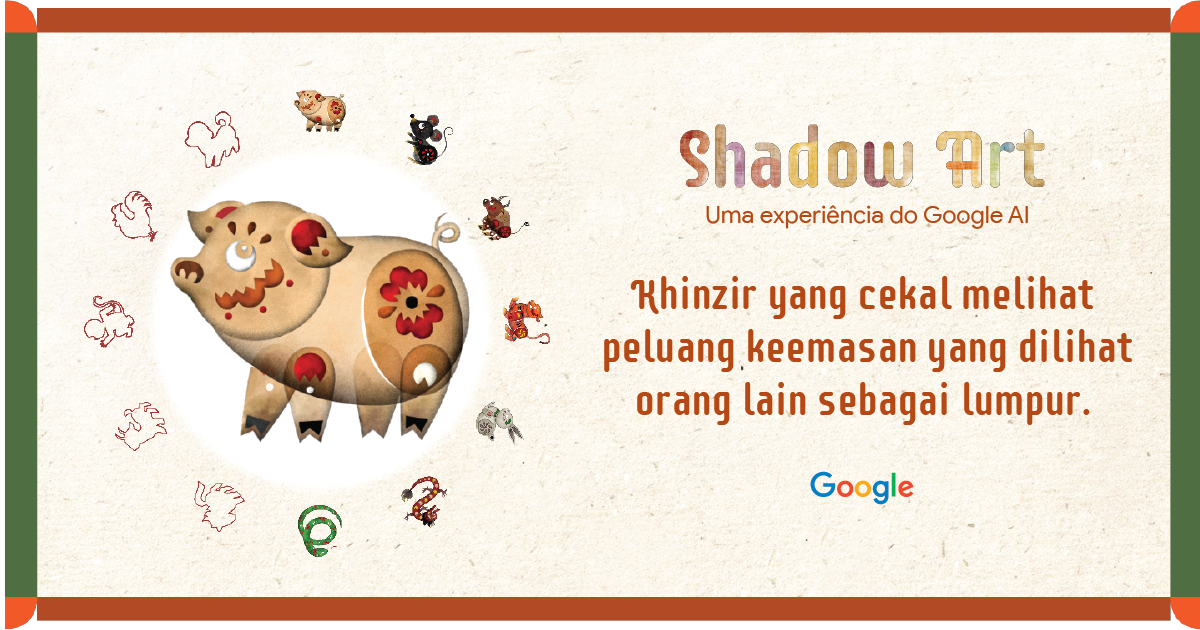 Shadow Art
Uma experiência do Google AI
Khinzir yang cekal melihat
peluang keemasan yang dilihat
orang lain sebagai lumpur.
Google